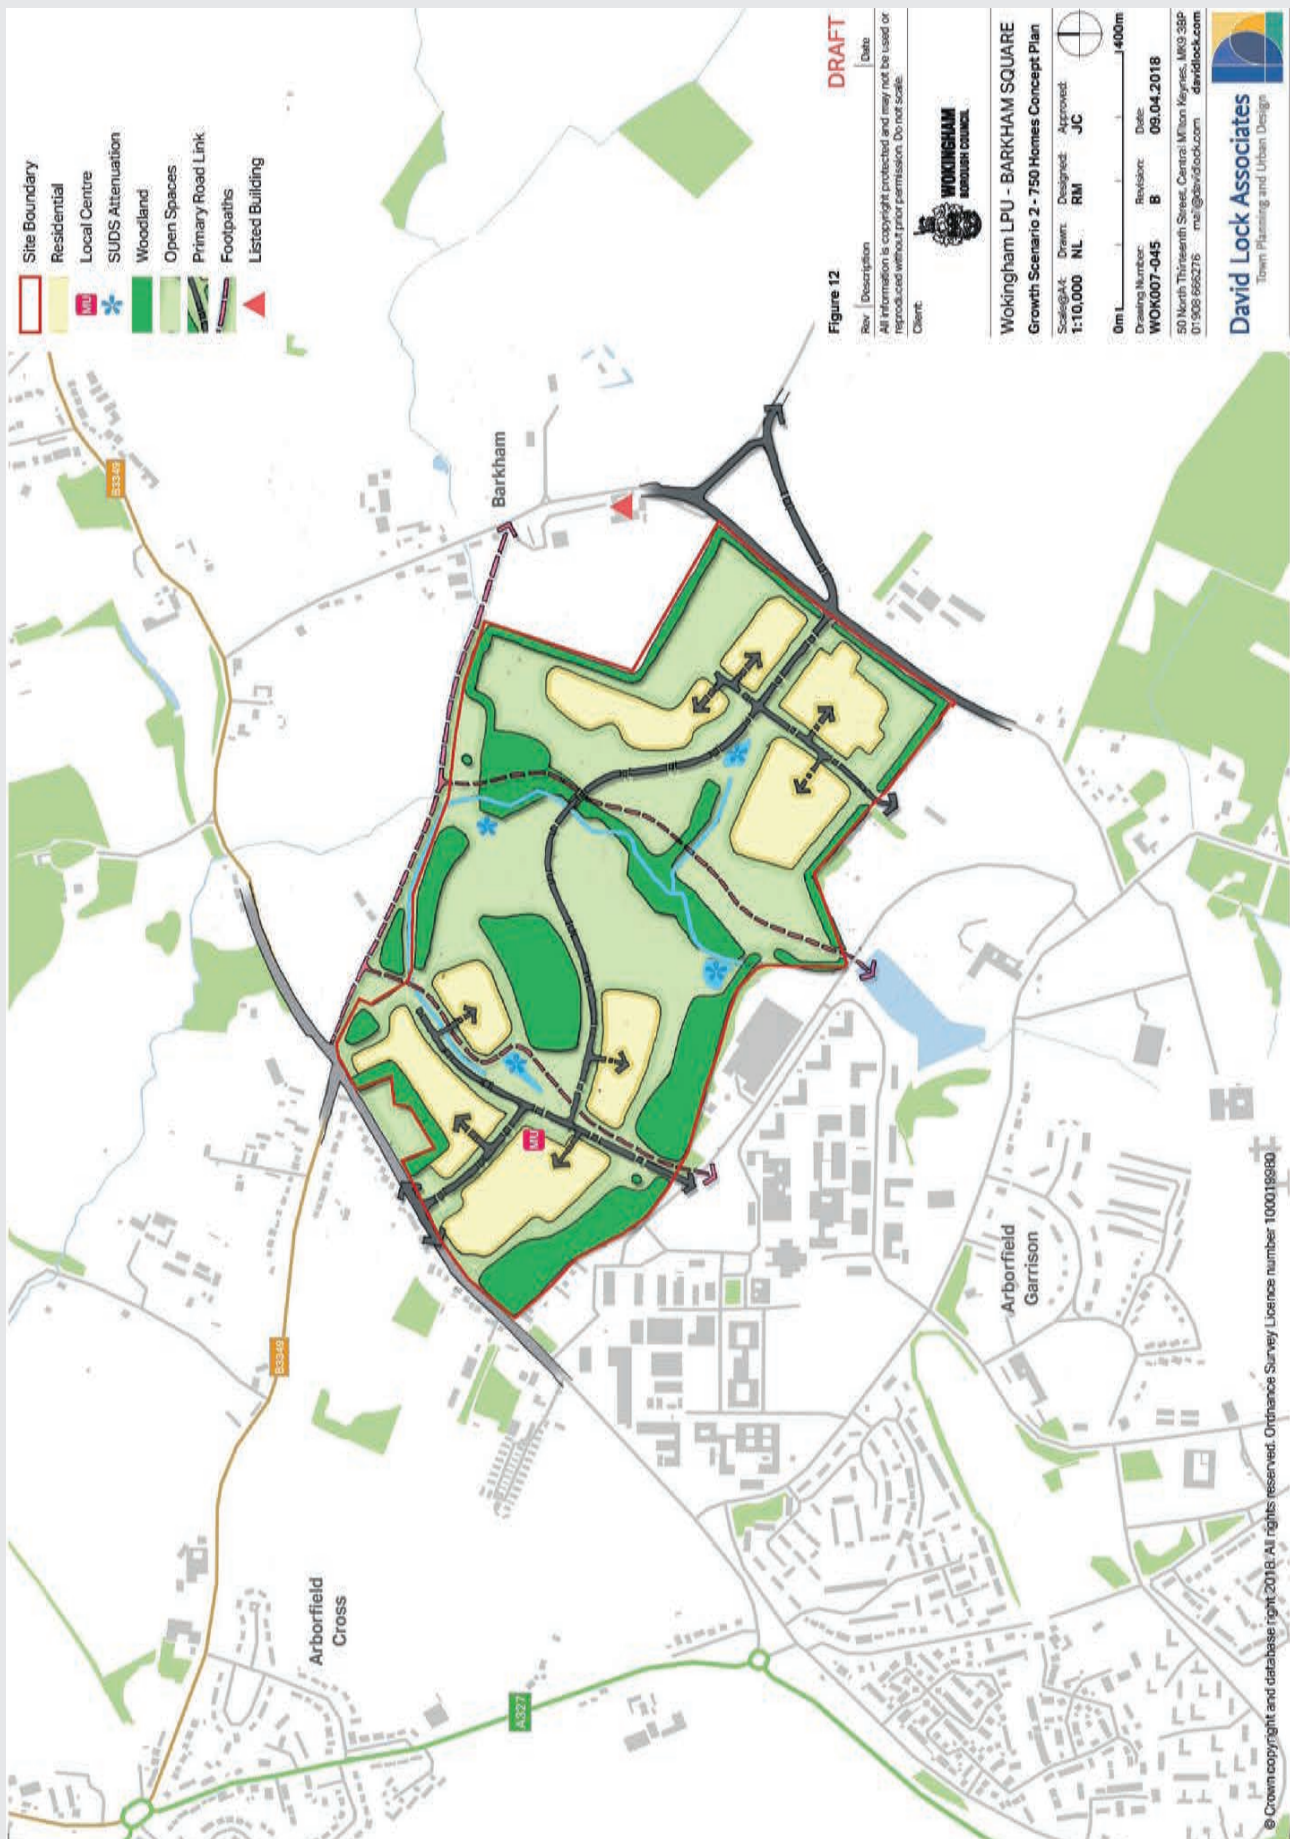 Site Boundary
Residential
MU Local Centre
SUDS Attenuation
Woodland
Open Spaces
Primary Road Link
Footpaths
Listed Building
B3349
Barkham
MU
B3349
Arborfield
Cross
A327
Arborfield
Garrison
Figure 12
DRAFT
Rev Description Date
All information is copyright protected and may not be used or
reproduced without prior permission. Do not scale.
Client:
WOKINGHAM
BOROUGH COUNCIL
Wokingham LPU - BARKHAM SQUARE
Growth Scenario 2 - 750 Homes Concept Plan
Scale@A4: Drawn: Designed: Approved:
1:10,000 NL RM JC
0m 400m
Drawing Number: Revision: Date:
WOK007-045 B 09.04.2018
50 North Thirteenth Street, Central Milton Keynes, MK9 3BP
01908 666276 mail@davidlock.com davidlock.com
David Lock Associates
Town Planning and Urban Design
© Crown copyright and database right 2018. All rights reserved. Ordnance Survey Licence number 100019980